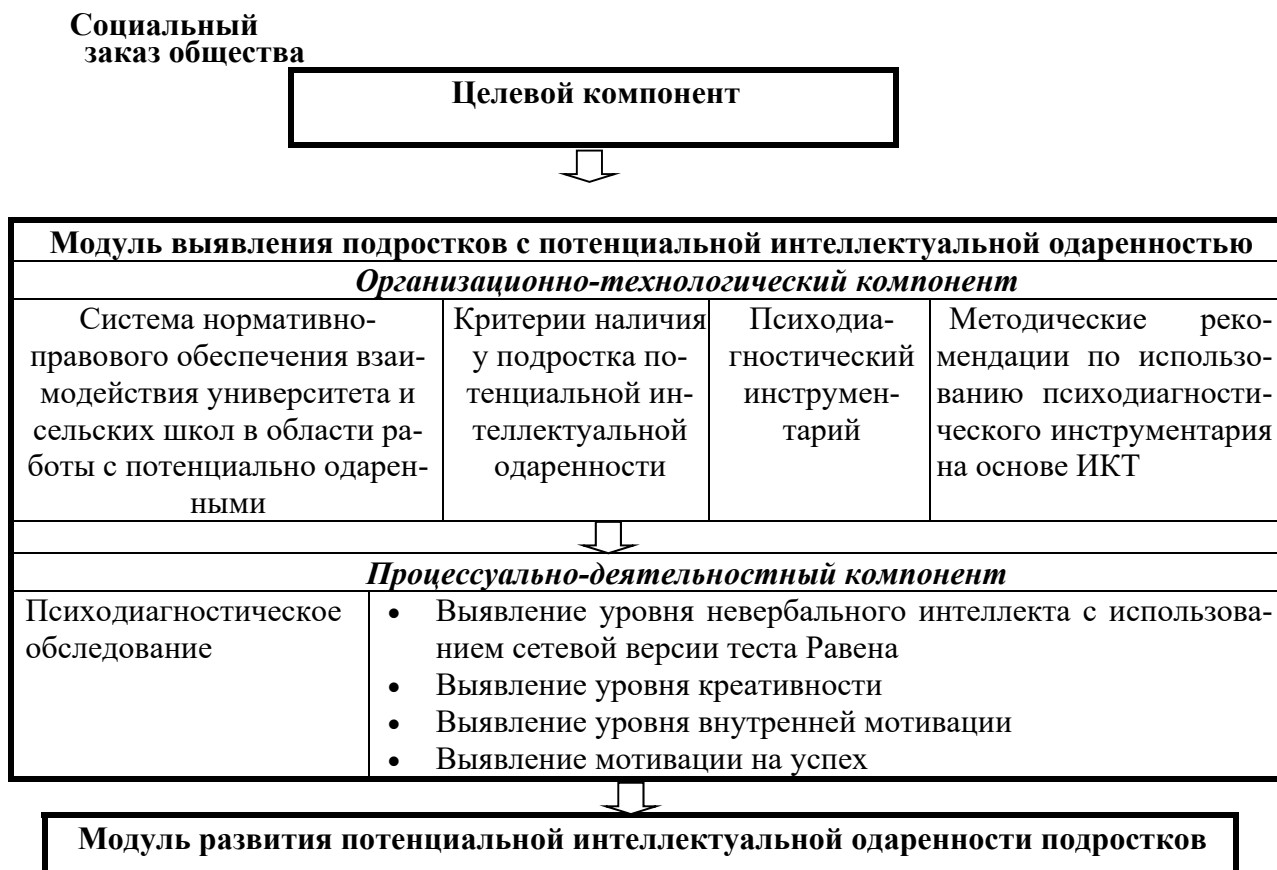 Социальный
заказ общества
Целевой компонент
Модуль выявления подростков с потенциальной интеллектуальной одаренностью
Организационно-технологический компонент
Система нормативно-
правового обеспечения взаи-
модействия университета и
сельских школ в области ра-
боты с потенциально одарен-
ными
Критерии наличия
у подростка по-
тенциальной ин-
теллектуальной
одаренности
Психодиа-
гностический
инструмен-
тарий
Методические реко-
мендации по использо-
ванию психодиагности-
ческого инструментария
на основе ИКТ
Процессуально-деятельностный компонент
Психодиагностическое
обследование
• Выявление уровня невербального интеллекта с использова-
нием сетевой версии теста Равена
• Выявление уровня креативности
• Выявление уровня внутренней мотивации
• Выявление мотивации на успех
Модуль развития потенциальной интеллектуальной одаренности подростков